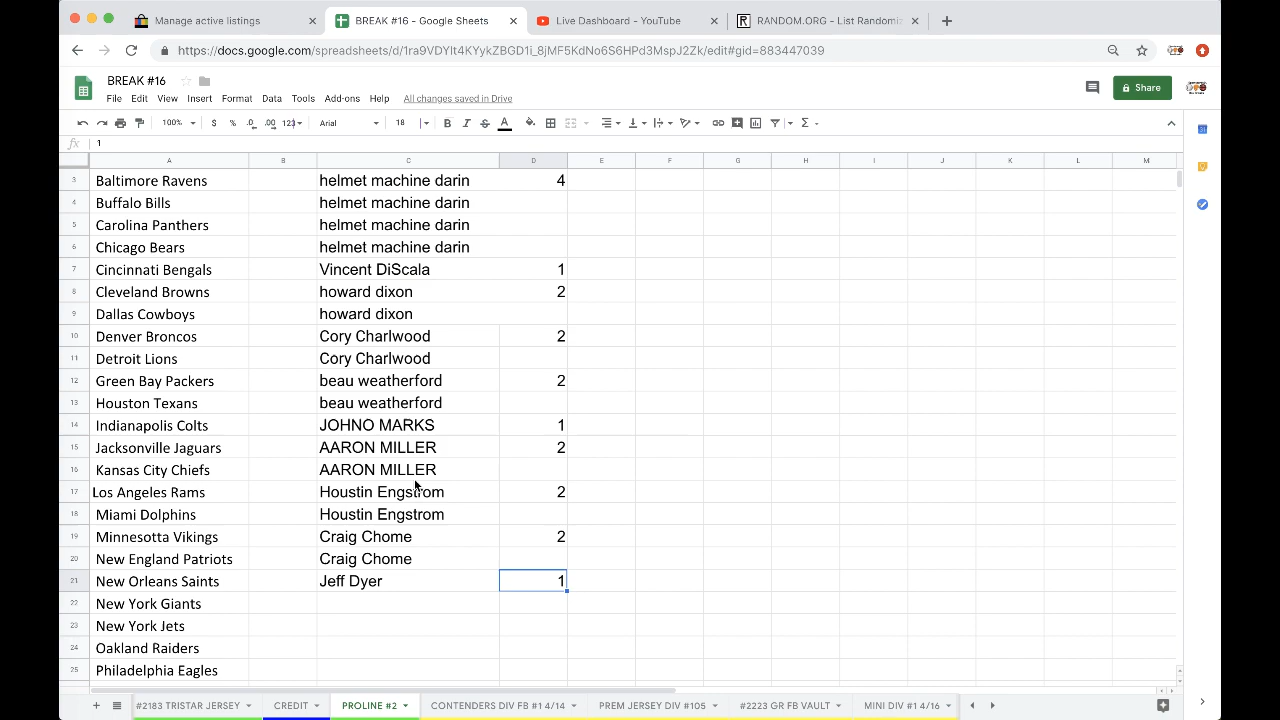 Manage active listings
BREAK #16 - Google Sheets
Live Dashboard - YouTube
RANDOM.ORG - List Randomiz
https://docs.google.com/spreadsheets/d/1ra9VDYIt4KYykZBGD1i_8jMF5KdNo6S6HPd3MspJ2Zk/edit#gid=883447039
BREAK #16
File Edit View Insert Format Data Tools Add-ons Help All changes saved in Drive
Share
100% $ % .0 .00 123 Arial 18 B I S A
fx 1
A B C D E F G H I J K L M
3 Baltimore Ravens helmet machine darin 4
4 Buffalo Bills helmet machine darin
5 Carolina Panthers helmet machine darin
6 Chicago Bears helmet machine darin
7 Cincinnati Bengals Vincent DiScala 1
8 Cleveland Browns howard dixon 2
9 Dallas Cowboys howard dixon
10 Denver Broncos Cory Charlwood 2
11 Detroit Lions Cory Charlwood
12 Green Bay Packers beau weatherford 2
13 Houston Texans beau weatherford
14 Indianapolis Colts JOHNO MARKS 1
15 Jacksonville Jaguars AARON MILLER 2
16 Kansas City Chiefs AARON MILLER
17 Los Angeles Rams Houstin Engstrom 2
18 Miami Dolphins Houstin Engstrom
19 Minnesotta Vikings Craig Chome 2
20 New England Patriots Craig Chome
21 New Orleans Saints Jeff Dyer 1
22 New York Giants
23 New York Jets
24 Oakland Raiders
25 Philadelphia Eagles
#2183 TRISTAR JERSEY CREDIT PROLINE #2 CONTENDERS DIV FB #1 4/14 PREM JERSEY DIV #105 #2223 GR FB VAULT MINI DIV #1 4/16